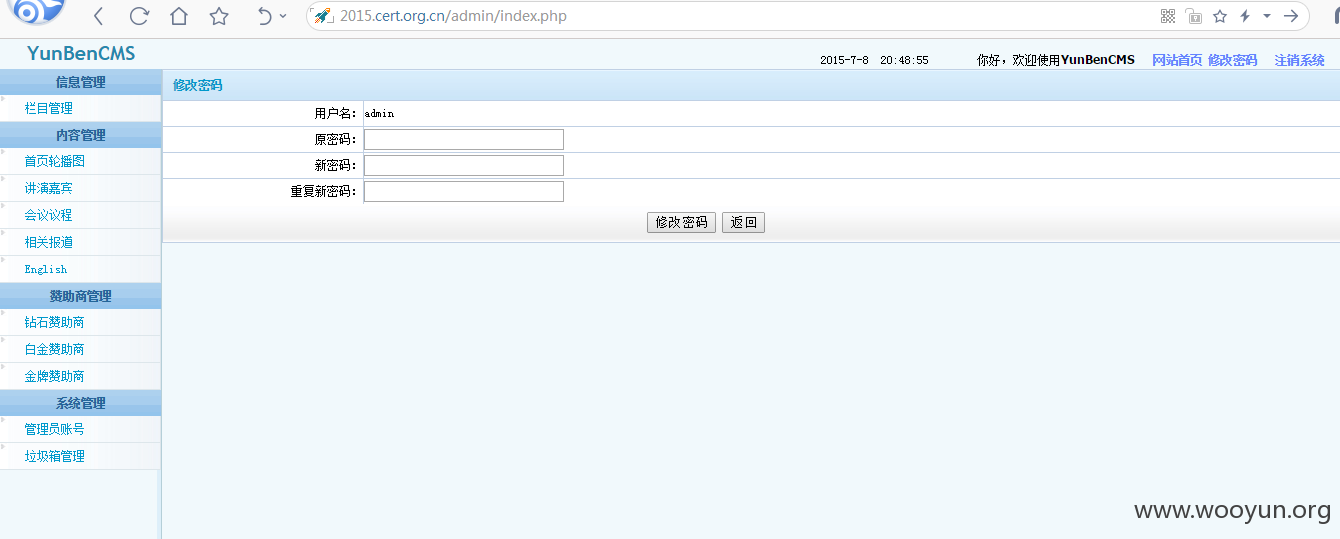 2015.cert.org.cn/admin/index.php
YunBenCMS
2015-7-8 20:48:55 你好，欢迎使用YunBenCMS 网站首页 修改密码 注销系统
信息管理
栏目管理
内容管理
首页轮播图
讲演嘉宾
会议议程
相关报道
English
赞助商管理
钻石赞助商
白金赞助商
金牌赞助商
系统管理
管理员账号
垃圾箱管理
修改密码
用户名： admin
原密码：
新密码：
重复新密码：
修改密码 返回
www.wooyun.org